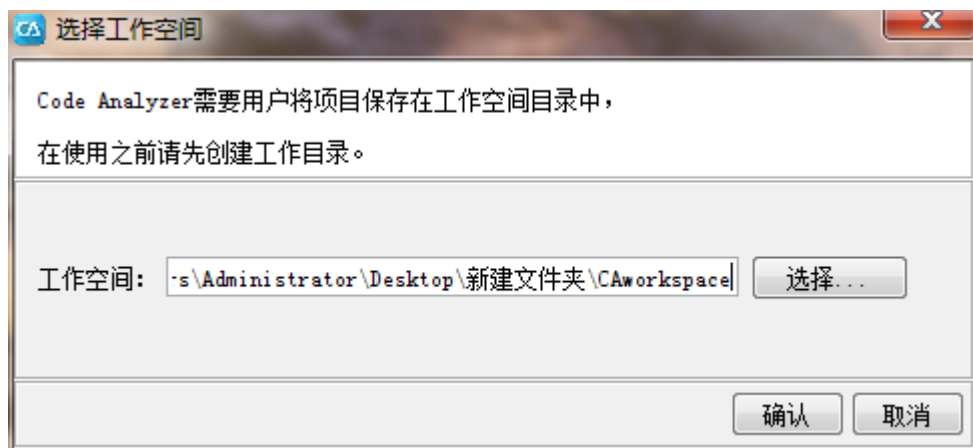 CA 选择工作空间
Code Analyzer需要用户将项目保存在工作空间目录中，
在使用之前请先创建工作目录。
工作空间： s\Administrator\Desktop\新建文件夹\CAworkspace 选择...
确认 取消